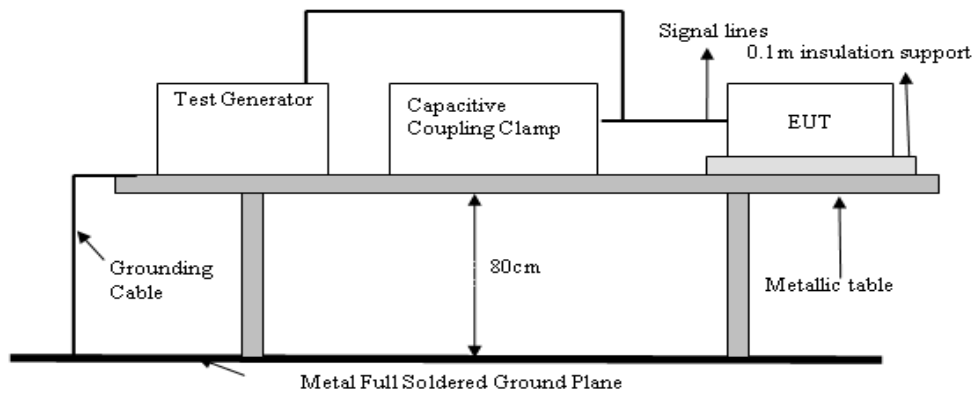 Signal lines
0.1m insulation support
Test Generator
Capacitive
Coupling Clamp
EUT
80cm
Grounding
Cable
Metallic table
Metal Full Soldered Ground Plane